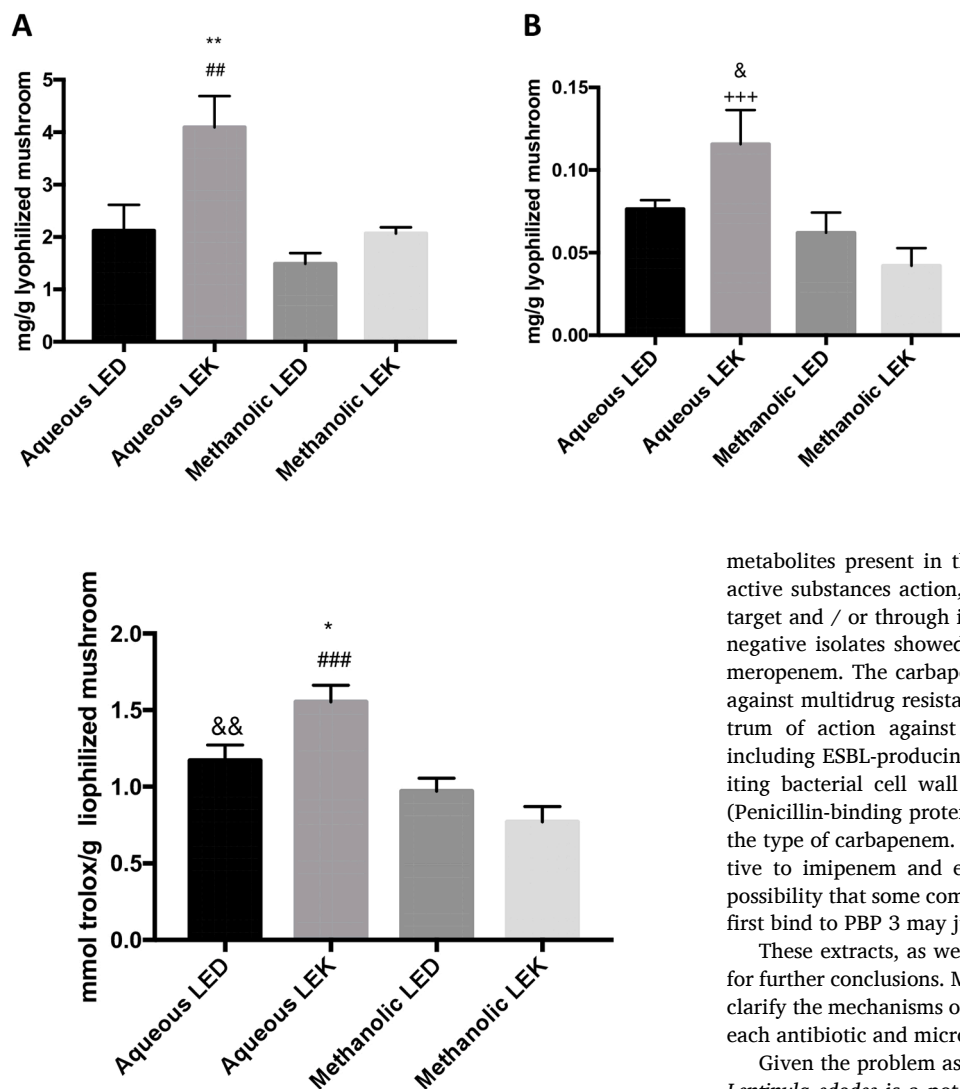 A
**
##
5
4
3
2
1
0
mg/g lyophilized mushroom
Aqueous LED
Aqueous LEK
Methanolic LED
Methanolic LEK
B
&
+++
0.15
0.10
0.05
0.00
mg/g lyophilized mushroom
Aqueous LED
Aqueous LEK
Methanolic LED
Methanolic LEK
*
###
&&
2.0
1.5
1.0
0.5
0.0
mmol trolox/g liophilized mushroom
Aqueous LED
Aqueous LEK
Methanolic LED
Methanolic LEK
metabolites present in th
active substances action,
target and / or through i
negative isolates showed
meropenem. The carbape
against multidrug resista
trum of action against
including ESBL-producin
iting bacterial cell wall
(Penicillin-binding protei
the type of carbapenem.
tive to imipenem and e
possibility that some com
first bind to PBP 3 may j
These extracts, as we
for further conclusions. M
clarify the mechanisms o
each antibiotic and micro
Given the problem as